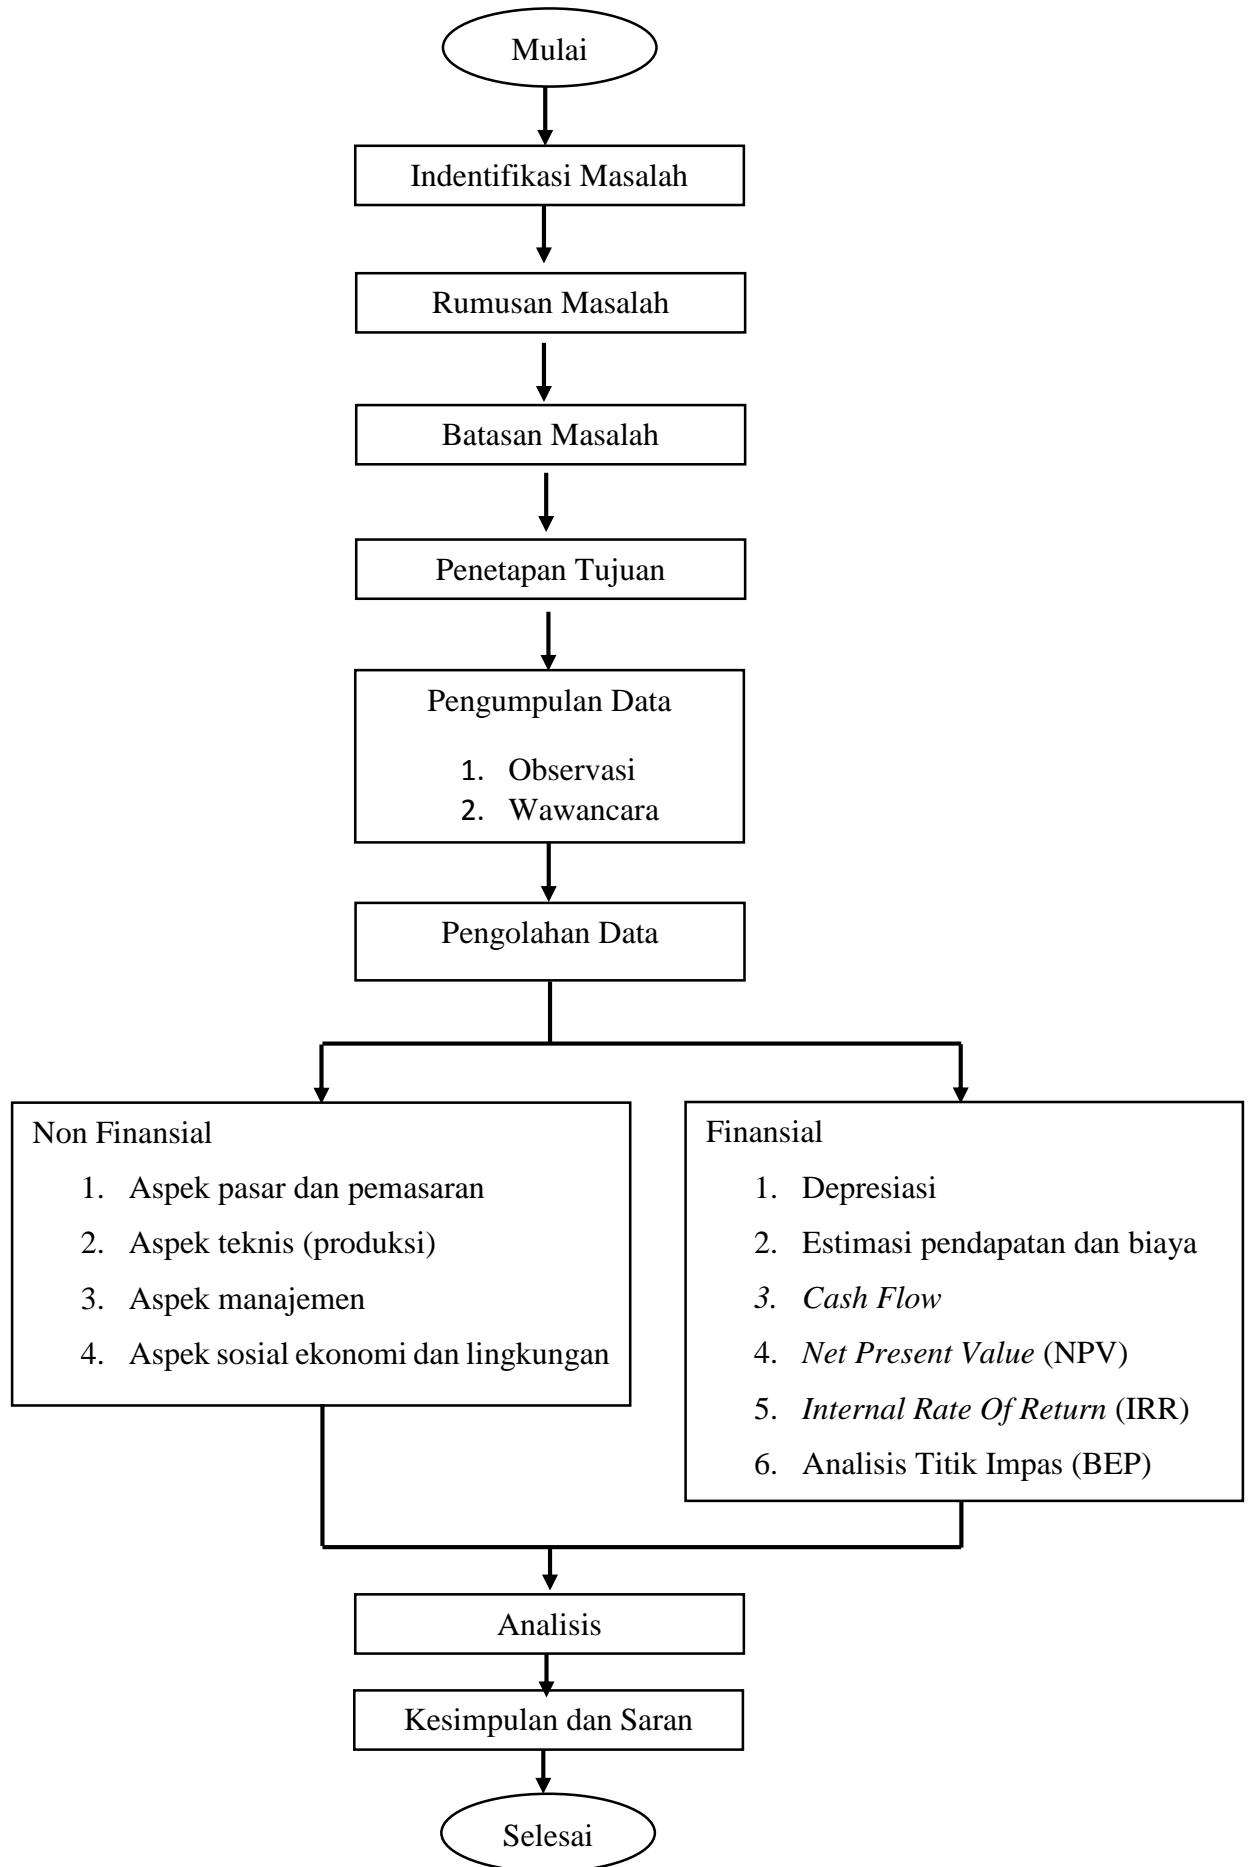 Mulai
Indentifikasi Masalah
Rumusan Masalah
Batasan Masalah
Penetapan Tujuan
Pengumpulan Data
1. Observasi
2. Wawancara
Pengolahan Data
Non Finansial
1. Aspek pasar dan pemasaran
2. Aspek teknis (produksi)
3. Aspek manajemen
4. Aspek sosial ekonomi dan lingkungan
Finansial
1. Depresiasi
2. Estimasi pendapatan dan biaya
3. Cash Flow
4. Net Present Value (NPV)
5. Internal Rate Of Return (IRR)
6. Analisis Titik Impas (BEP)
Analisis
Kesimpulan dan Saran
Selesai